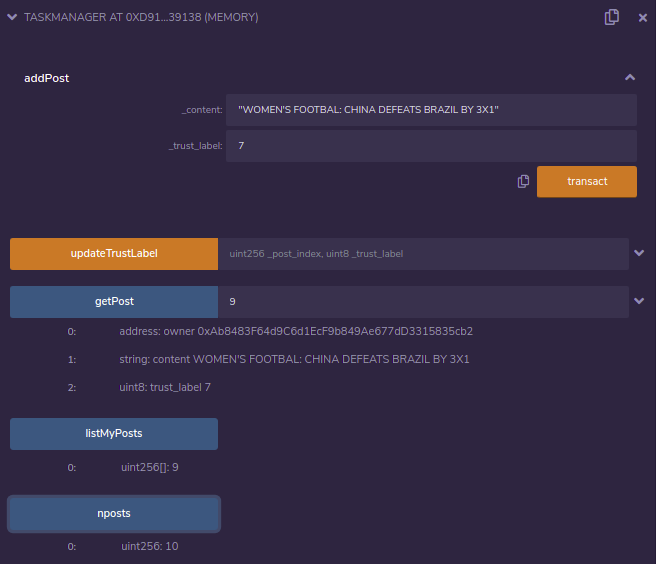 TASKMANAGER AT 0XD91...39138 (MEMORY)
addPost
_content: "WOMEN'S FOOTBAL: CHINA DEFEATS BRAZIL BY 3X1"
_trust_label: 7
transact
updateTrustLabel uint256 _post_index, uint8 _trust_label
getPost 9
0: address: owner 0xAb8483F64d9C6d1EcF9b849Ae677dD3315835cb2
1: string: content WOMEN'S FOOTBAL: CHINA DEFEATS BRAZIL BY 3X1
2: uint8: trust_label 7
listMyPosts
0: uint256[]: 9
nposts
0: uint256: 10